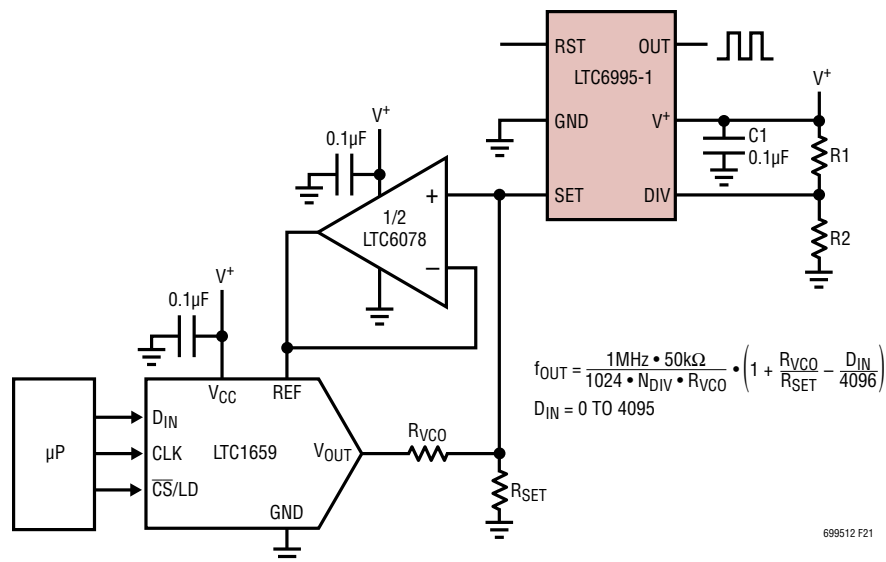 RST
OUT
LTC6995-1
GND
V+
SET
DIV
V+
C1
0.1µF
R1
R2
V+
0.1µF
+
1/2
LTC6078
−
V+
0.1µF
VCC
REF
µP
DIN
CLK
CS/LD
LTC1659
VOUT
GND
RVCO
RSET
fOUT = 1MHz • 50kΩ / 1024 • NDIV • RVCO • (1 + RVCO / RSET − DIN / 4096)
DIN = 0 TO 4095
699512 F21